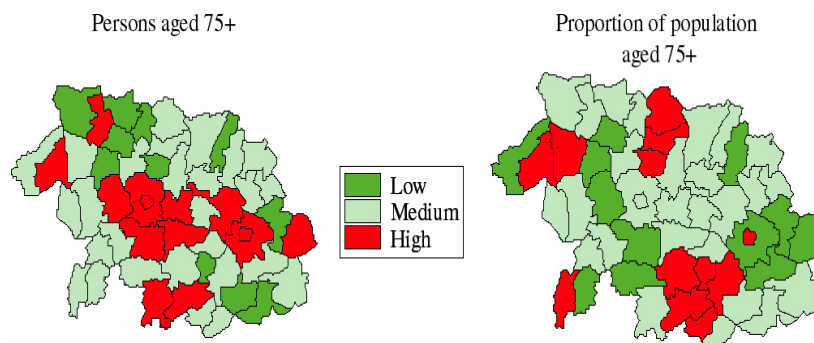 Persons aged 75+
Proportion of population
aged 75+
Low
Medium
High